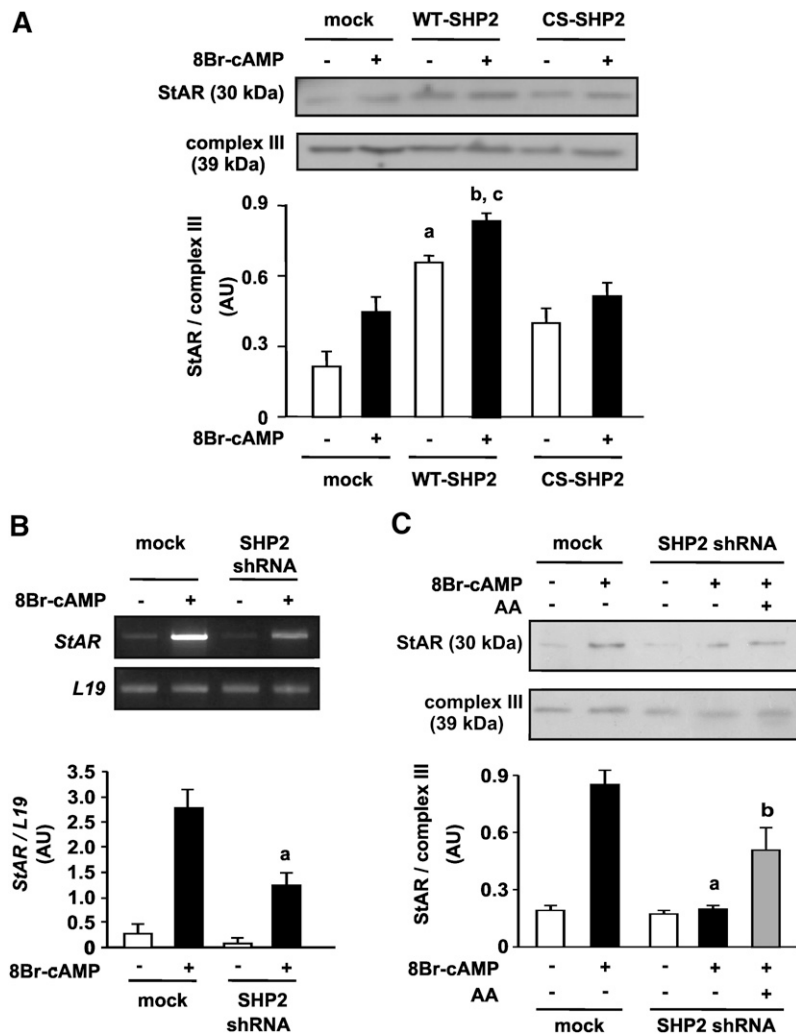 A
mock WT-SHP2 CS-SHP2
8Br-cAMP - + - + - +
StAR (30 kDa)
complex III
(39 kDa)
StAR / complex III
(AU)
0.9
0.6
0.3
0
a
b, c
8Br-cAMP - + - + - +
mock WT-SHP2 CS-SHP2
B
mock SHP2
shRNA
8Br-cAMP - + - +
StAR
L19
StAR / L19
(AU)
3.5
3.0
2.5
2.0
1.5
1.0
0.5
0
a
8Br-cAMP - + - +
mock SHP2
shRNA
C
mock SHP2 shRNA
8Br-cAMP - + - + +
AA - - - - +
StAR (30 kDa)
complex III
(39 kDa)
StAR / complex III
(AU)
0.9
0.6
0.3
0
a
b
8Br-cAMP - + - + +
AA - - - - +
mock SHP2 shRNA